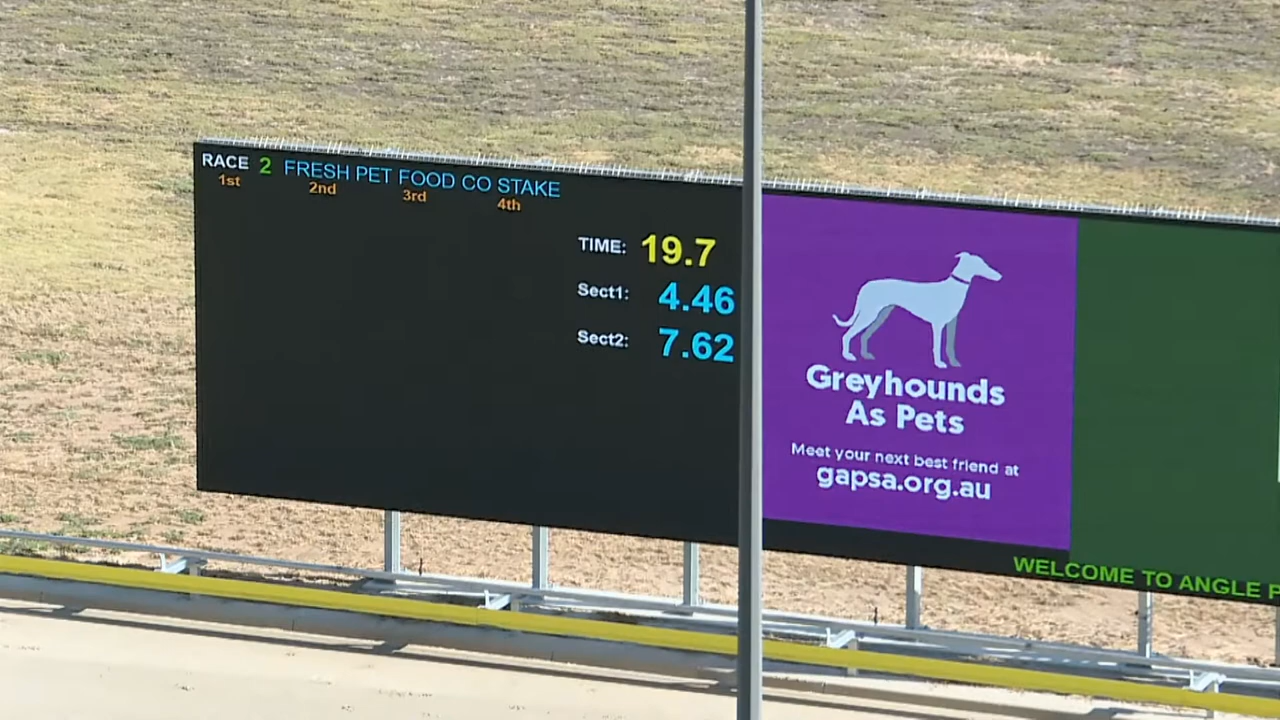 RACE 2 FRESH PET FOOD CO STAKE
1st 2nd 3rd 4th
TIME: 19.7
Sect1: 4.46
Sect2: 7.62
Greyhounds
As Pets
Meet your next best friend at
gapsa.org.au
WELCOME TO ANGLE